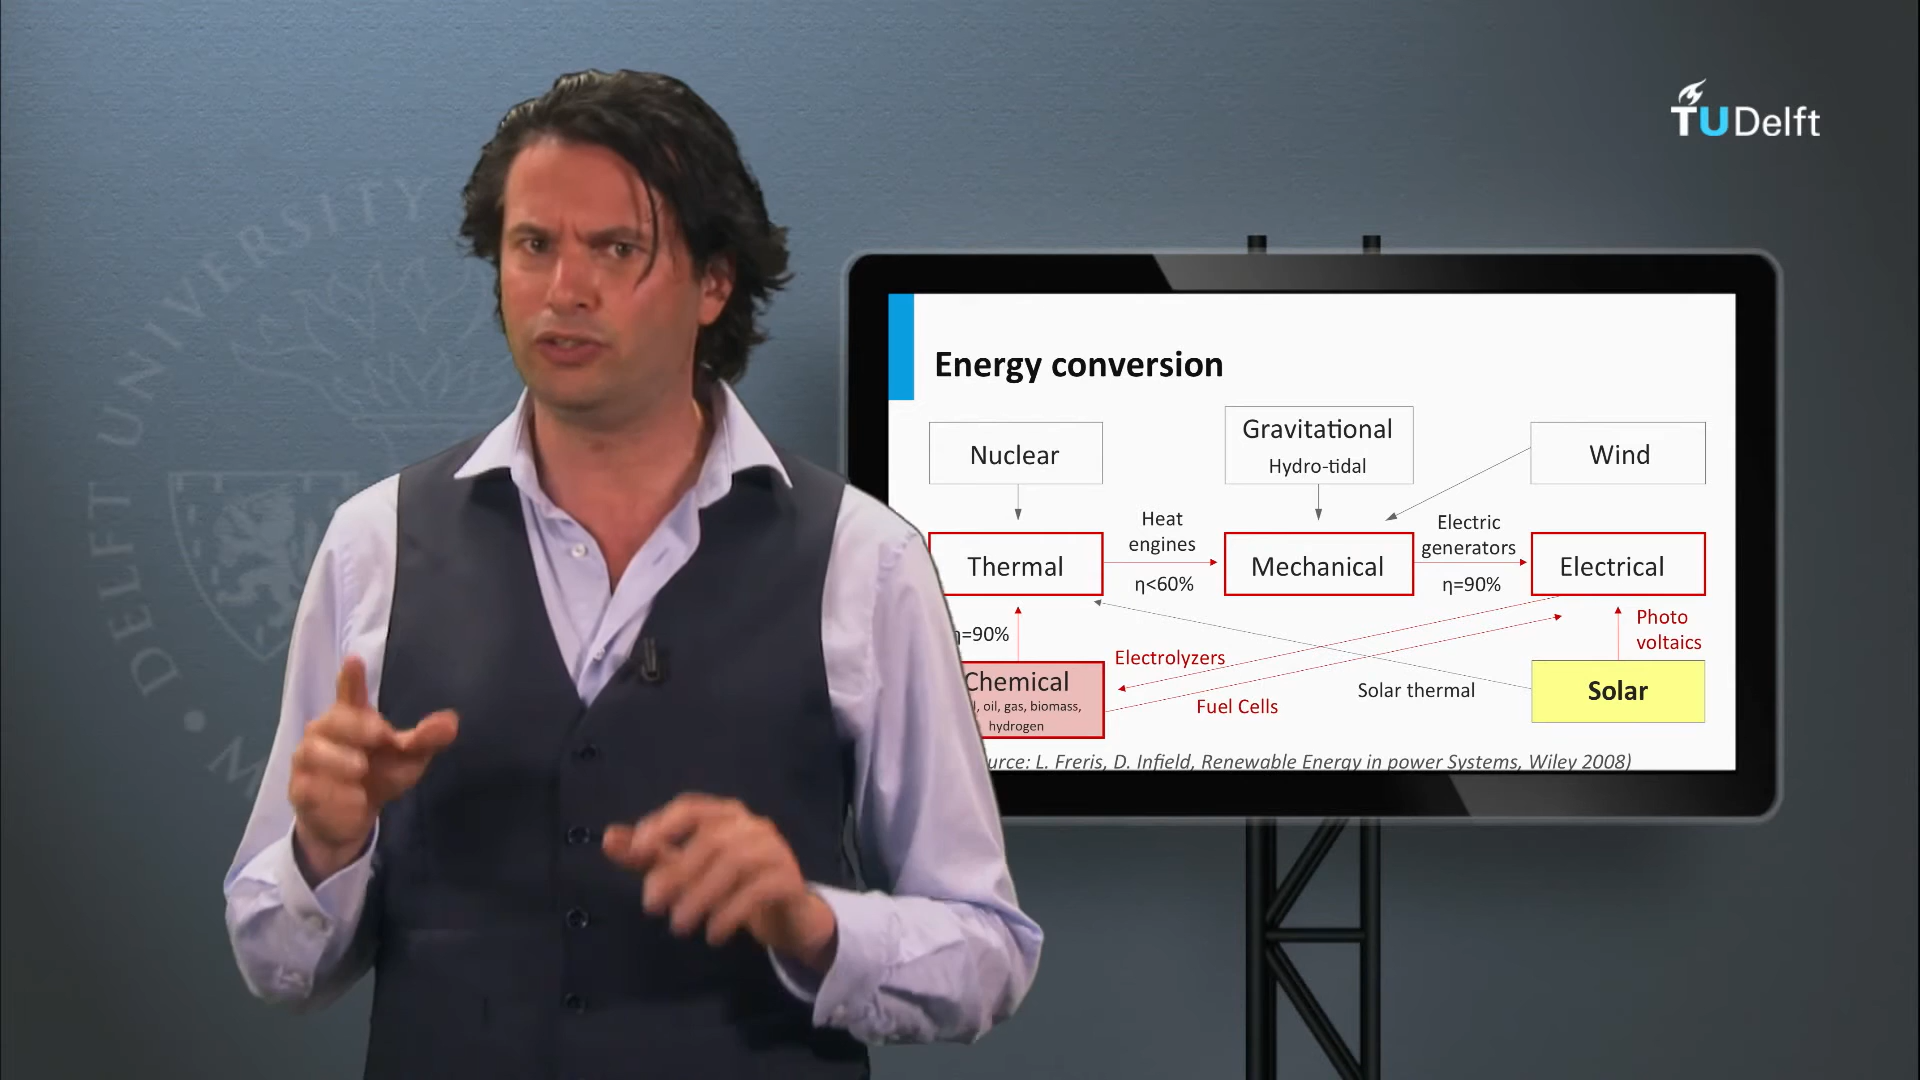 TUDelft
DELFT UNIVERSITY
Energy conversion
Nuclear
Gravitational
Hydro-tidal
Wind
Heat
engines
Electric
generators
Thermal
Mechanical
Electrical
η<60%
η=90%
η=90%
Photo
voltaics
Electrolyzers
Chemical
oil, gas, biomass,
hydrogen
Fuel Cells
Solar thermal
Solar
L. Freris, D. Infield, Renewable Energy in power Systems, Wiley 2008)